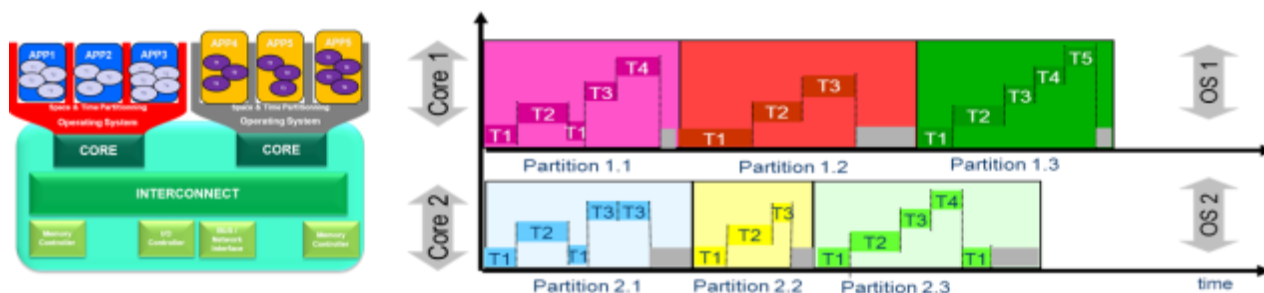 APP1 APP2 APP3 APP4 APP5 APP6
Space & Time Partitioning
Operating System
Space & Time Partitioning
Operating System
CORE CORE
INTERCONNECT
Memory Controller
I/O Controller
BUS / Network Interface
Memory Controller
Core 1
T1 T2 T1 T3 T4
T1 T2 T3
T1 T2 T3 T4 T5
OS 1
Partition 1.1 Partition 1.2 Partition 1.3
Core 2
T1 T2 T1 T3 T3
T1 T2 T3
T1 T2 T3 T4 T1
OS 2
Partition 2.1 Partition 2.2 Partition 2.3
time